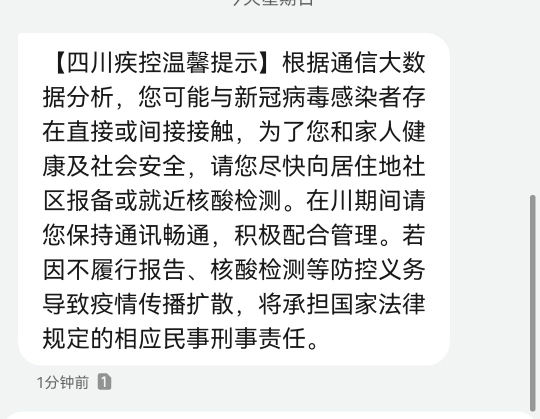 【四川疾控温馨提示】根据通信大数
据分析，您可能与新冠病毒感染者存
在直接或间接接触，为了您和家人健
康及社会安全，请您尽快向居住地社
区报备或就近核酸检测。在川期间请
您保持通讯畅通，积极配合管理。若
因不履行报告、核酸检测等防控义务
导致疫情传播扩散，将承担国家法律
规定的相应民事刑事责任。
1分钟前 1